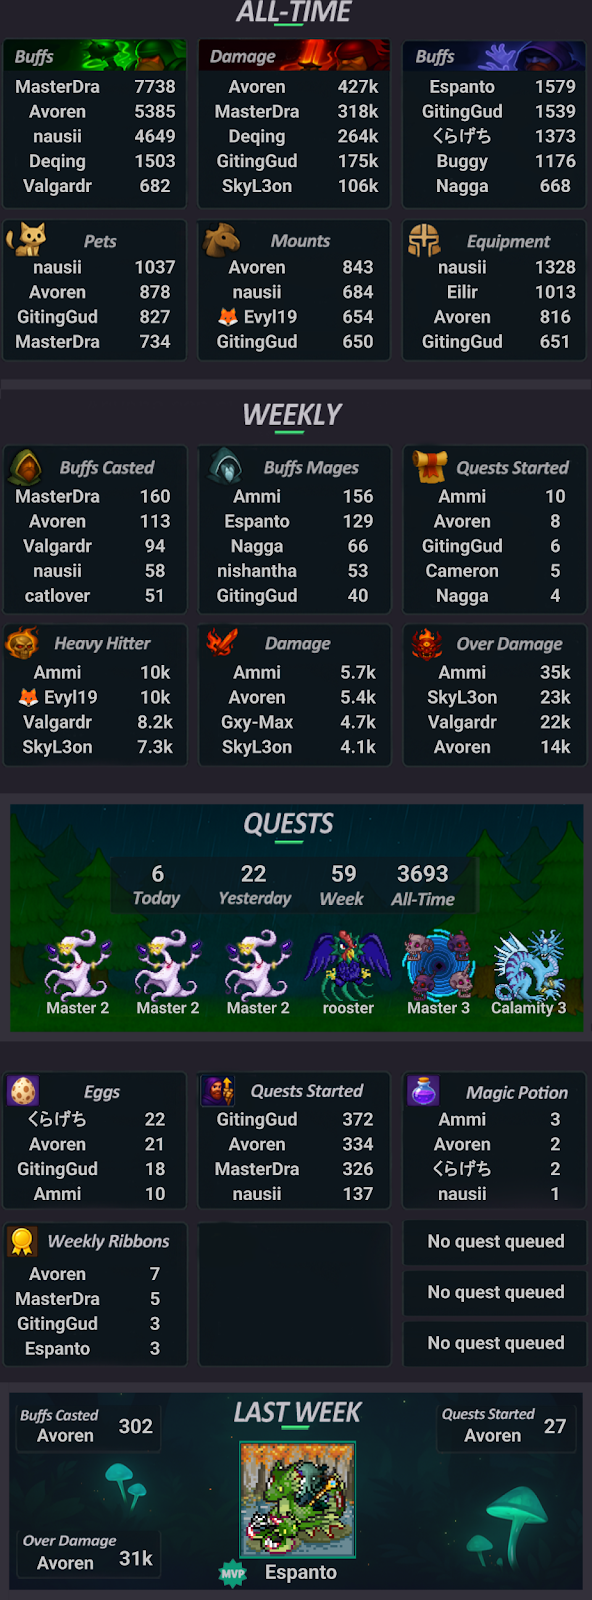 ALL-TIME
Buffs
MasterDra 7738
Avoren 5385
nausii 4649
Deqing 1503
Valgardr 682
Damage
Avoren 427k
MasterDra 318k
Deqing 264k
GitingGud 175k
SkyL3on 106k
Buffs
Espanto 1579
GitingGud 1539
くらげち 1373
Buggy 1176
Nagga 668
Pets
nausii 1037
Avoren 878
GitingGud 827
MasterDra 734
Mounts
Avoren 843
nausii 684
🦊 Evyl19 654
GitingGud 650
Equipment
nausii 1328
Eilir 1013
Avoren 816
GitingGud 651
WEEKLY
Buffs Casted
MasterDra 160
Avoren 113
Valgardr 94
nausii 58
catlover 51
Buffs Mages
Ammi 156
Espanto 129
Nagga 66
nishantha 53
GitingGud 40
Quests Started
Ammi 10
Avoren 8
GitingGud 6
Cameron 5
Nagga 4
Heavy Hitter
Ammi 10k
🦊 Evyl19 10k
Valgardr 8.2k
SkyL3on 7.3k
Damage
Ammi 5.7k
Avoren 5.4k
Gxy-Max 4.7k
SkyL3on 4.1k
Over Damage
Ammi 35k
SkyL3on 23k
Valgardr 22k
Avoren 14k
QUESTS
6 22 59 3693
Today Yesterday Week All-Time
Master 2 Master 2 Master 2 rooster Master 3 Calamity 3
Eggs
くらげち 22
Avoren 21
GitingGud 18
Ammi 10
Quests Started
GitingGud 372
Avoren 334
MasterDra 326
nausii 137
Magic Potion
Ammi 3
Avoren 2
くらげち 2
nausii 1
Weekly Ribbons
Avoren 7
MasterDra 5
GitingGud 3
Espanto 3
No quest queued
No quest queued
No quest queued
LAST WEEK
Buffs Casted
Avoren 302
Quests Started
Avoren 27
Over Damage
Avoren 31k
MVP Espanto